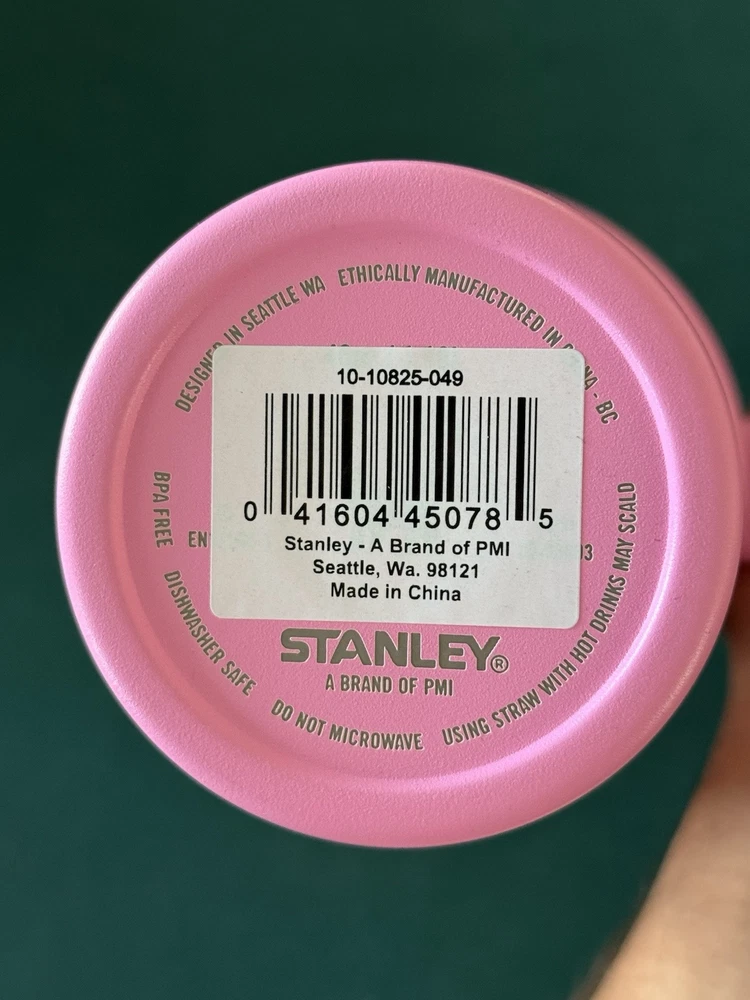 DESIGNED IN SEATTLE WA
ETHICALLY MANUFACTURED IN
- BC
10-10825-049
0 41604 45078 5
Stanley - A Brand of PMI
Seattle, Wa. 98121
Made in China
BPA FREE
DISHWASHER SAFE
DO NOT MICROWAVE
USING STRAW WITH HOT DRINKS MAY SCALD
STANLEY®
A BRAND OF PMI